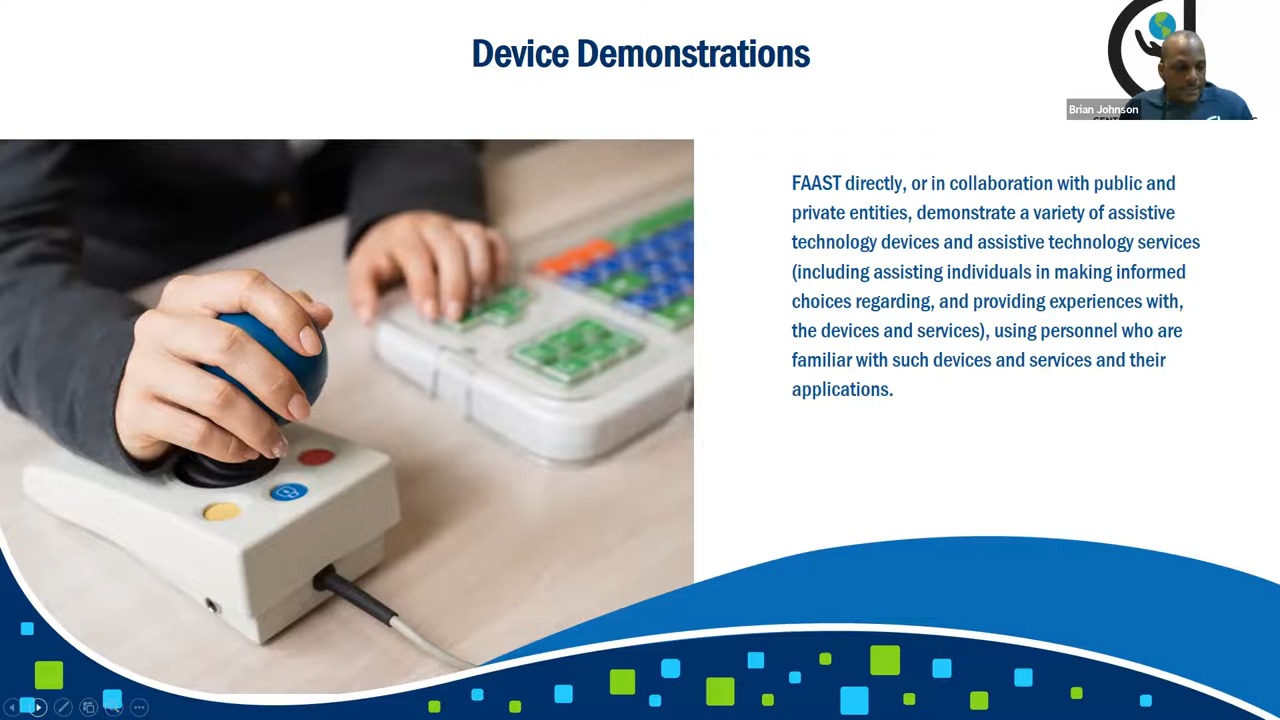 Device Demonstrations
Brian Johnson
FAAST directly, or in collaboration with public and
private entities, demonstrate a variety of assistive
technology devices and assistive technology services
(including assisting individuals in making informed
choices regarding, and providing experiences with,
the devices and services), using personnel who are
familiar with such devices and services and their
applications.